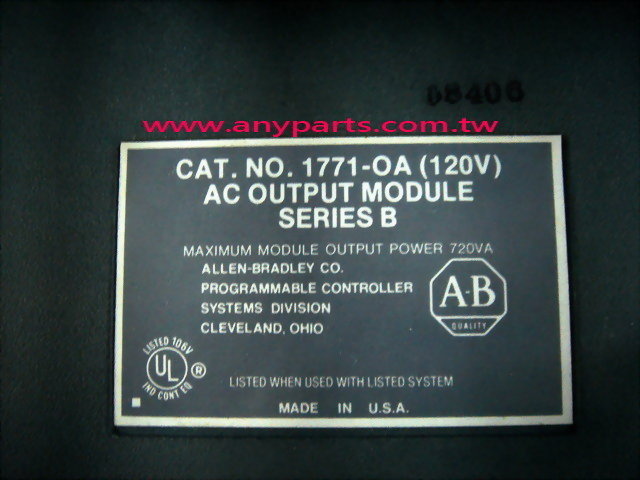 08406
www.anyparts.com.tw
CAT. NO. 1771-OA (120V)
AC OUTPUT MODULE
SERIES B
MAXIMUM MODULE OUTPUT POWER 720VA
ALLEN-BRADLEY CO.
PROGRAMMABLE CONTROLLER
SYSTEMS DIVISION
CLEVELAND, OHIO
A-B
QUALITY
LISTED 106V
UL ®
IND CONT EQ
LISTED WHEN USED WITH LISTED SYSTEM
MADE IN U.S.A.